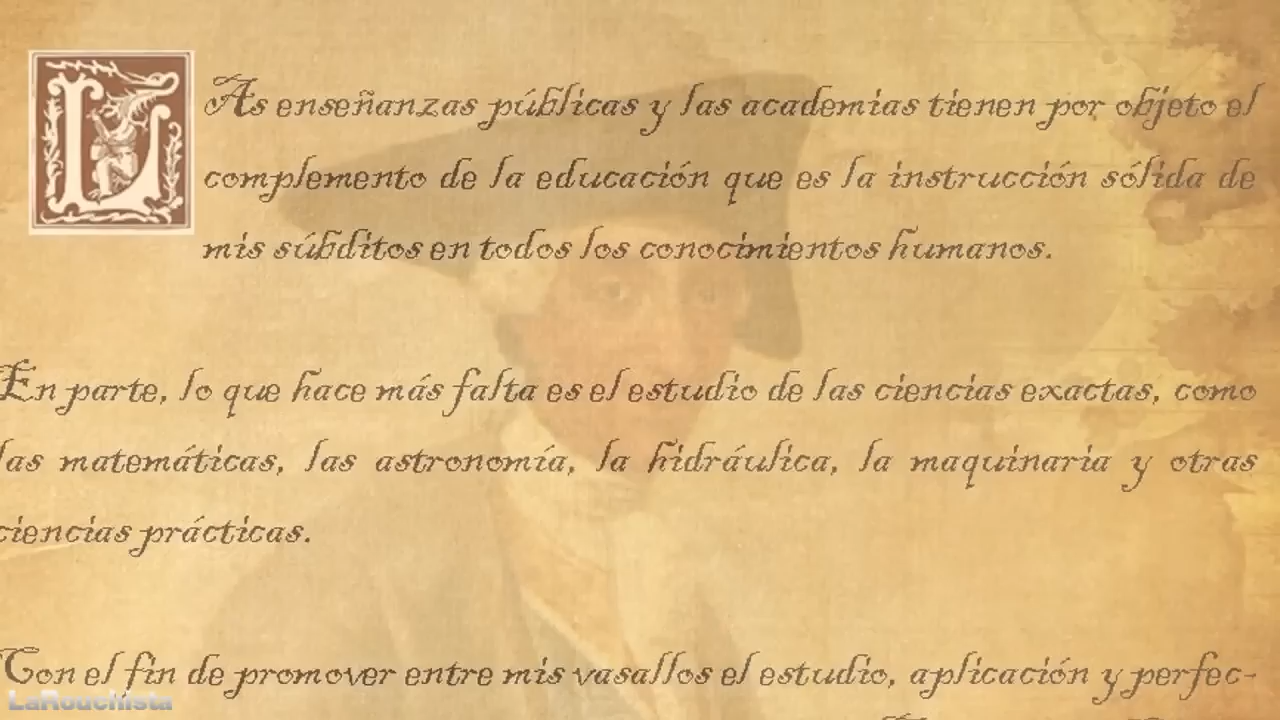 LAs enseñanzas públicas y las academias tienen por objeto el
complemento de la educación que es la instrucción sólida de
mis súbditos en todos los conocimientos humanos.
En parte, lo que hace más falta es el estudio de las ciencias exactas, como
las matemáticas, las astronomía, la hidráulica, la maquinaria y otras
ciencias prácticas.
Con el fin de promover entre mis vasallos el estudio, aplicación y perfec-
LaRouchista